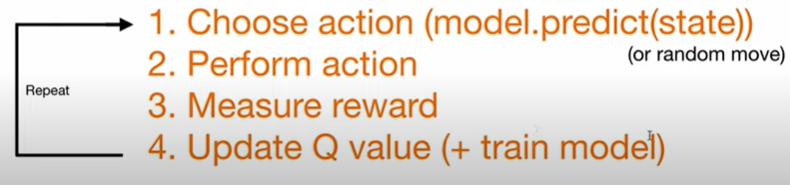 1. Choose action (model.predict(state))
(or random move)
2. Perform action
Repeat
3. Measure reward
4. Update Q value (+ train model)